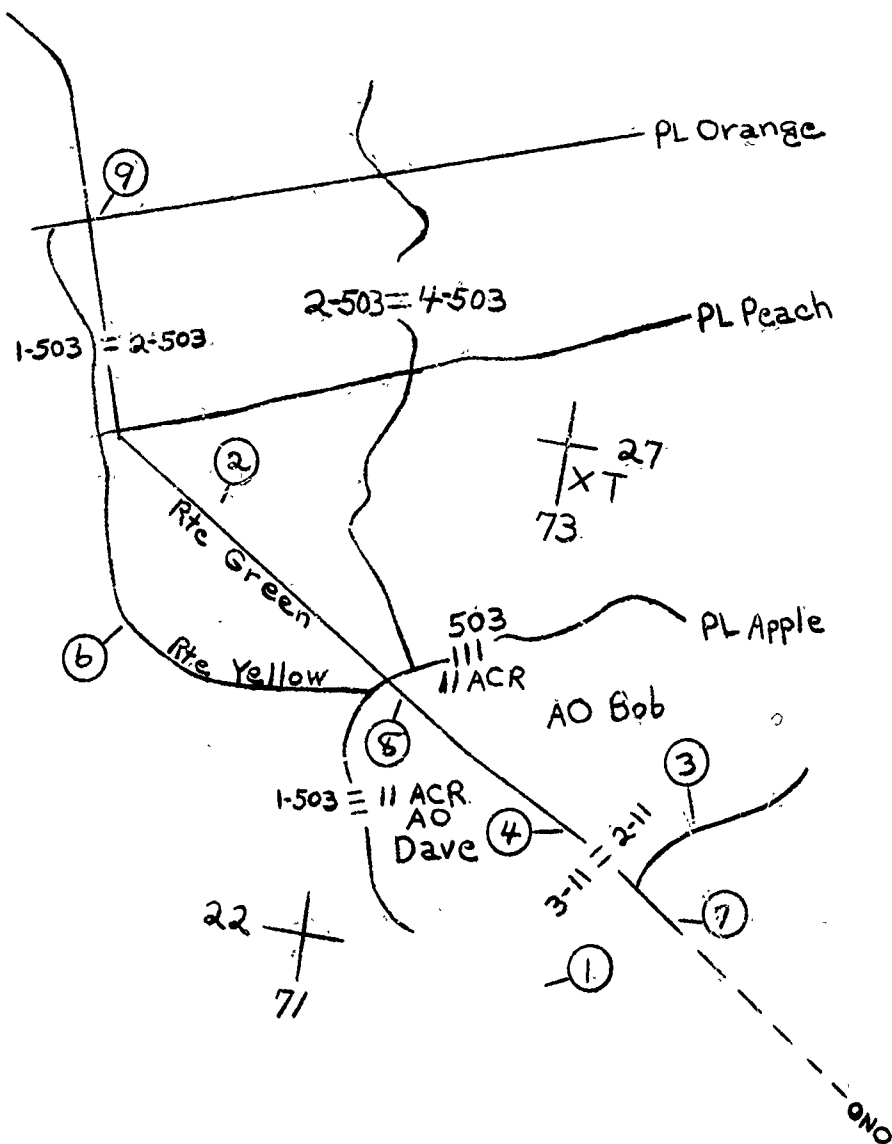 PL Orange
9
2-503 = 4-503
PL Peach
1-503 = 2-503
2
27
X T
73
Rte Green
503
III
11 ACR
PL Apple
6
Rte Yellow
AO Bob
8
3
1-503 11 ACR
AO
Dave
4
3-11 = 2-11
22
7
1
71
ONO